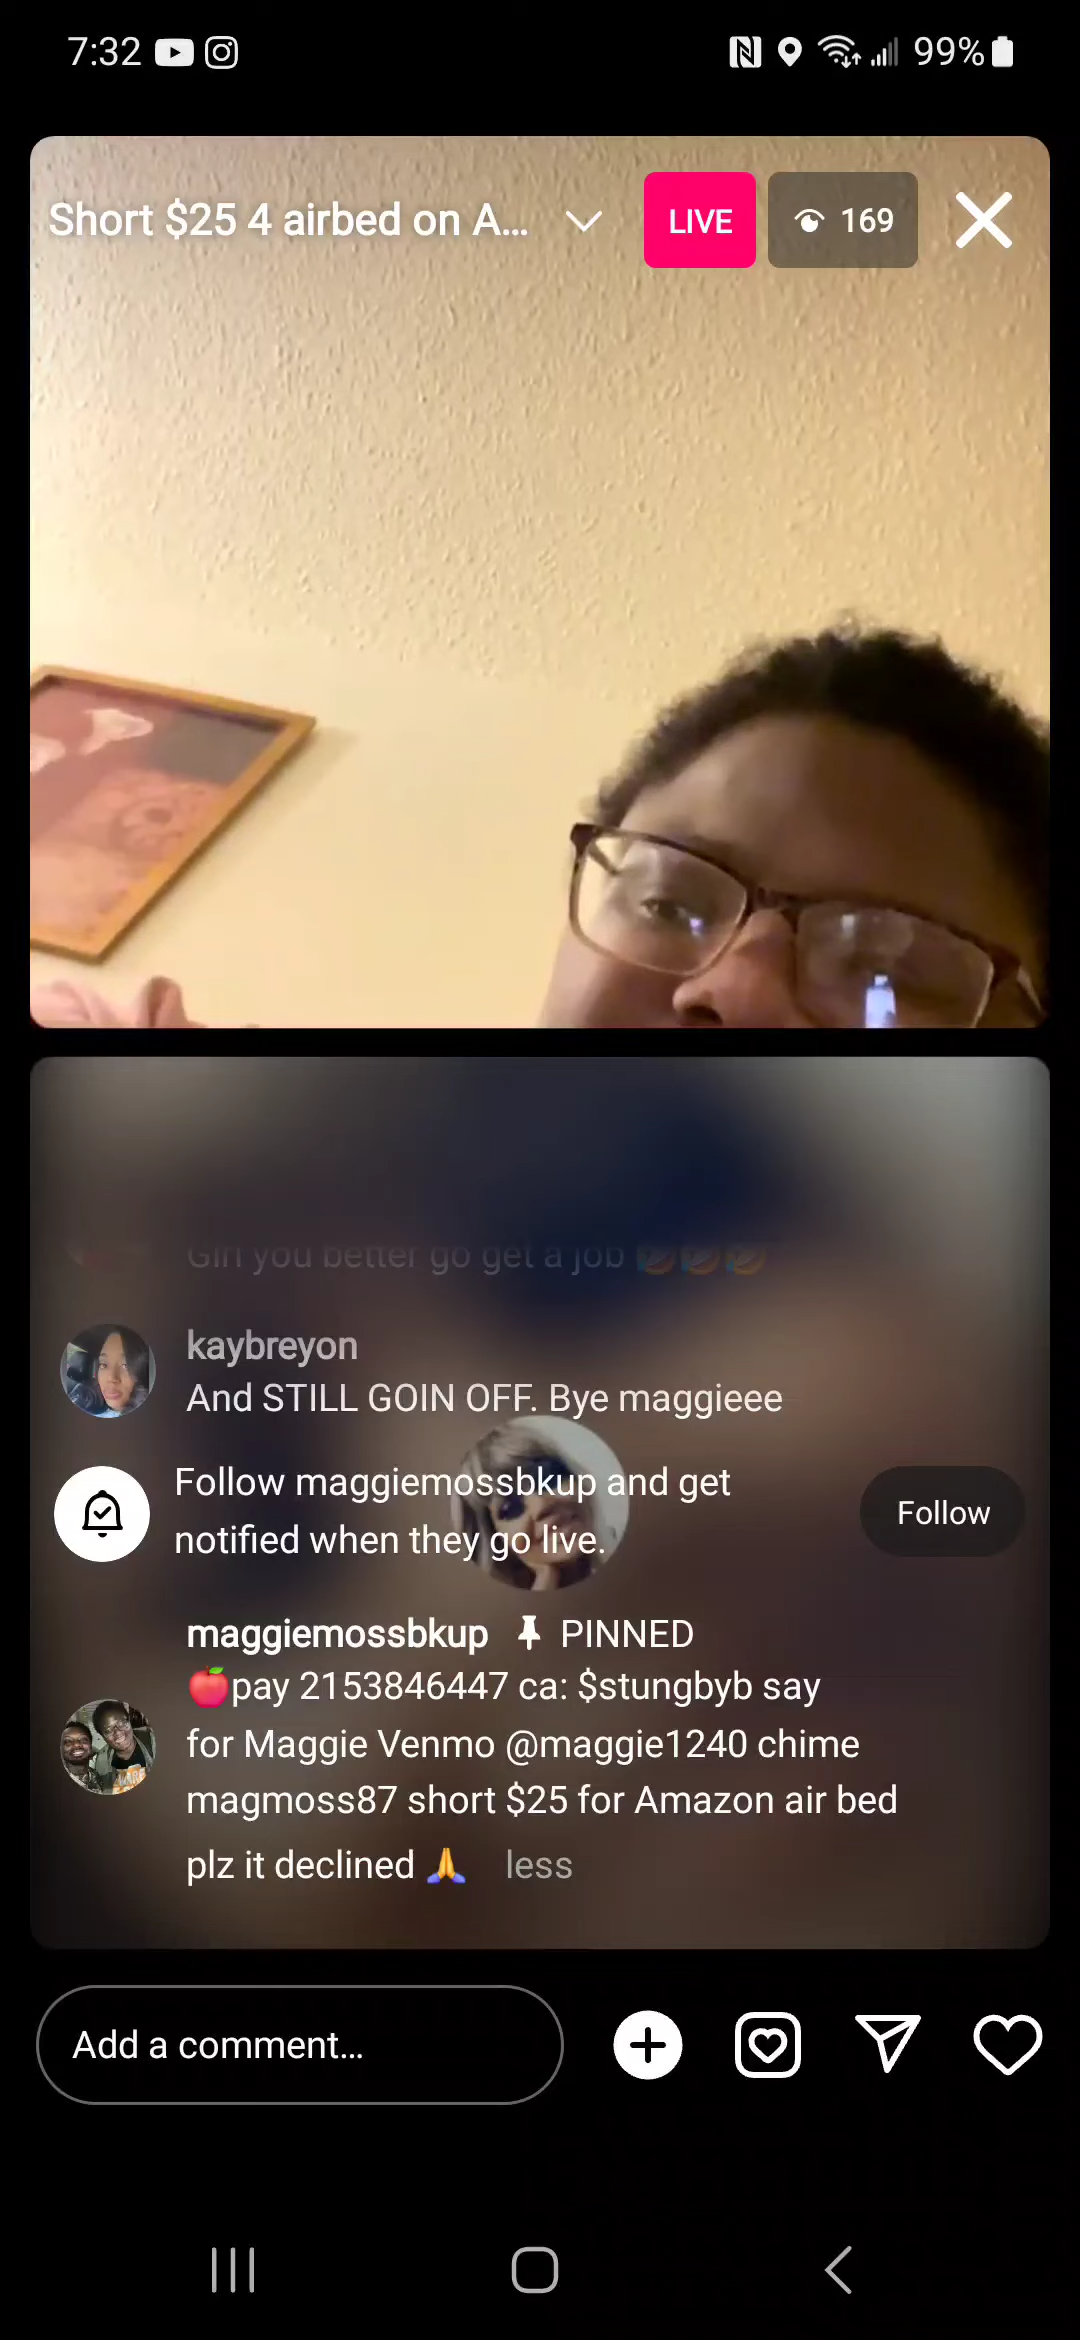 7:32
99%
Short $25 4 airbed on A...
LIVE
169
Girl you better go get a job 🤣🤣🤣
kaybreyon
And STILL GOIN OFF. Bye maggieee
Follow maggiemossbkup and get
notified when they go live.
Follow
maggiemossbkup PINNED
🍎pay 2153846447 ca: $stungbyb say
for Maggie Venmo @maggie1240 chime
magmoss87 short $25 for Amazon air bed
plz it declined 🙏 less
Add a comment...